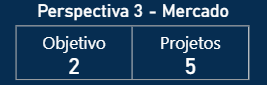 Perspectiva 3 - Mercado
Objetivo Projetos
2 5